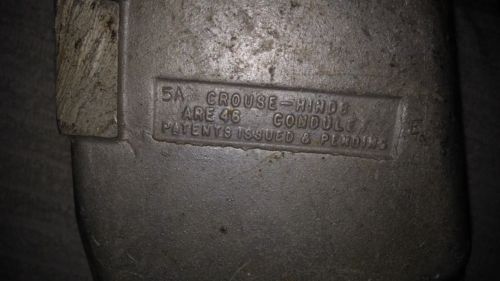 5A CROUSE-HINDS
ARE 46 CONDULET
PATENTS ISSUED & PENDING
E